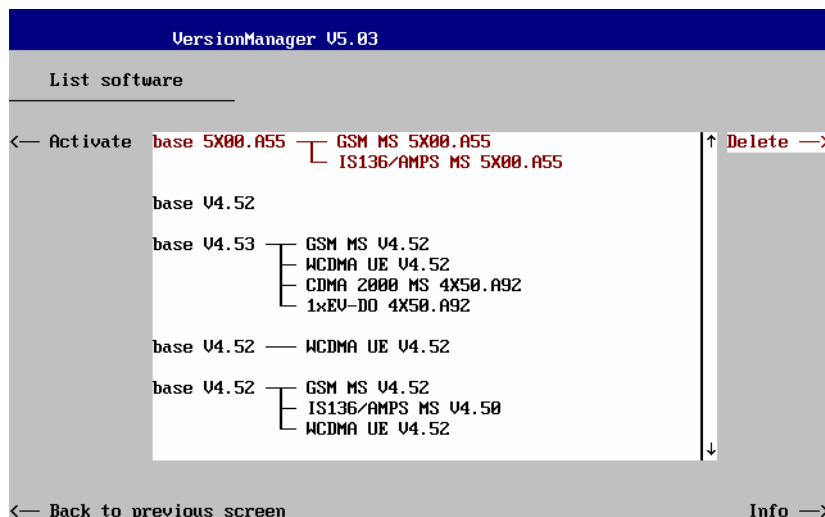 VersionManager V5.03
List software
<— Activate base 5X00.A55 GSM MS 5X00.A55 ↑ Delete —>
IS136/AMPS MS 5X00.A55
base V4.52
base V4.53 GSM MS V4.52
WCDMA UE V4.52
CDMA 2000 MS 4X50.A92
1xEV-DO 4X50.A92
base V4.52 WCDMA UE V4.52
base V4.52 GSM MS V4.52
IS136/AMPS MS V4.50
WCDMA UE V4.52
↓
<— Back to previous screen Info —>